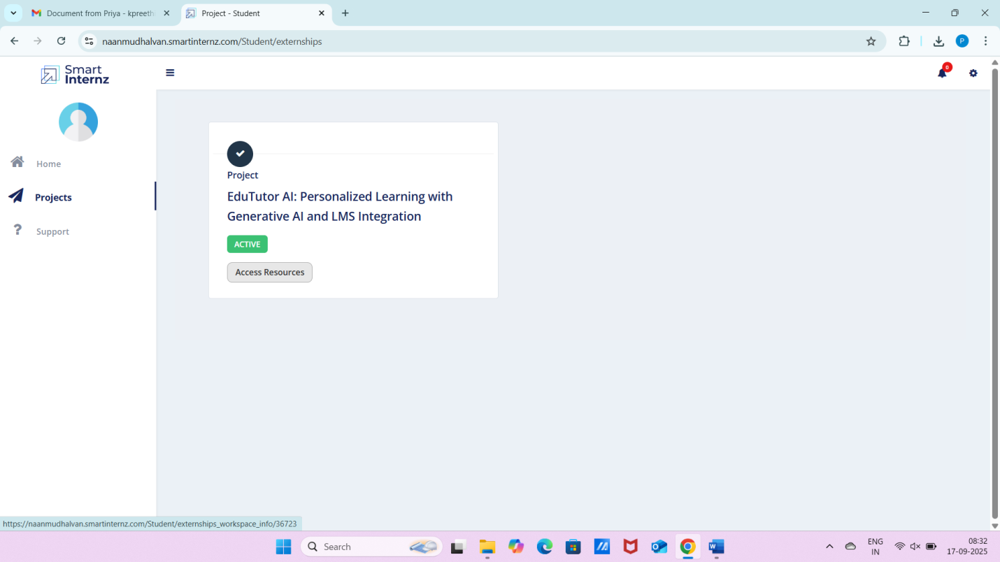 Document from Priya - kpreeth
Project - Student
naanmudhalvan.smartinternz.com/Student/externships
P
Smart
Internz
0
Home
Projects
Support
Project
EduTutor AI: Personalized Learning with
Generative AI and LMS Integration
ACTIVE
Access Resources
https://naanmudhalvan.smartinternz.com/Student/externships_workspace_info/36723
Search
ENG
IN
08:32
17-09-2025